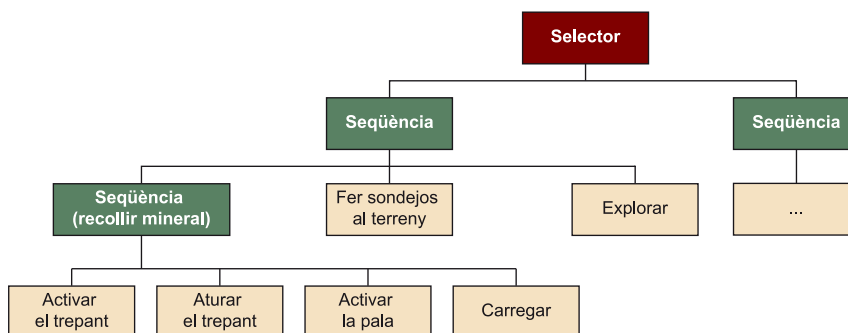 Selector
Seqüència
Seqüència
Seqüència
(recollir mineral)
Fer sondejos
al terreny
Explorar
...
Activar
el trepant
Aturar
el trepant
Activar
la pala
Carregar